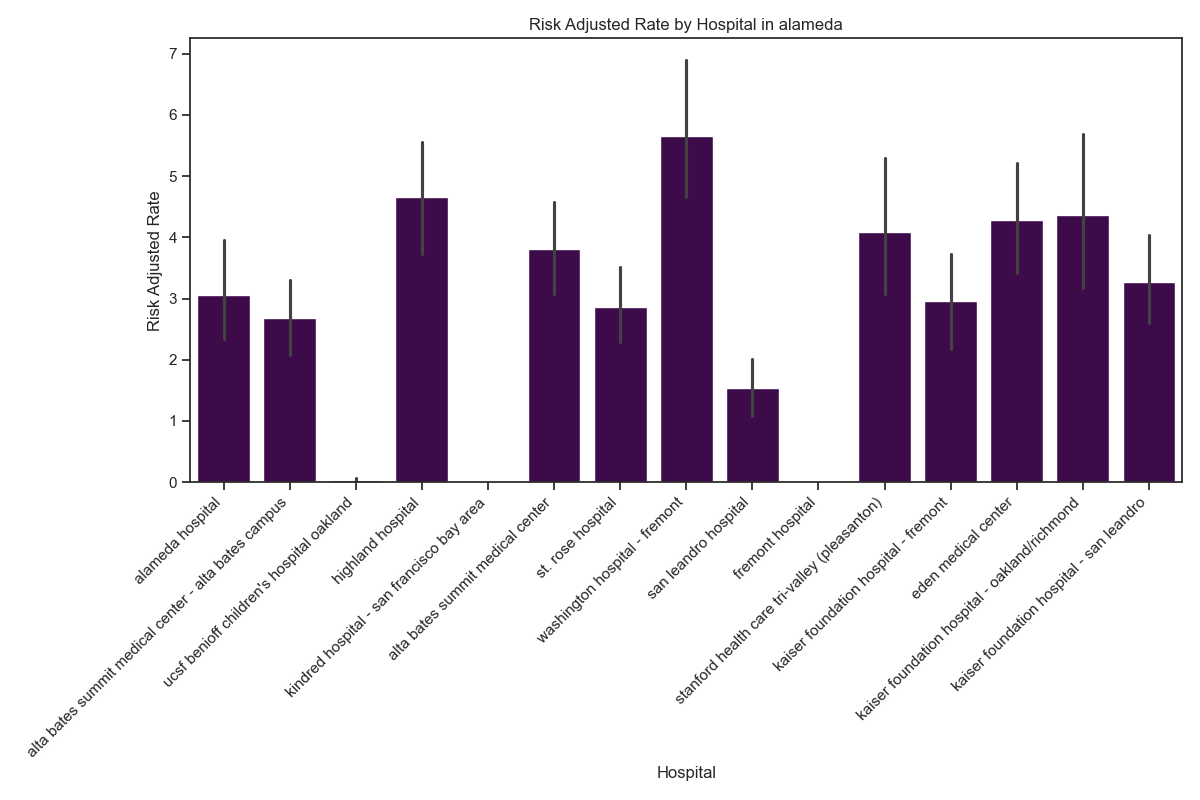 Risk Adjusted Rate by Hospital in alameda
Risk Adjusted Rate
7
6
5
4
3
2
1
0
alameda hospital
alta bates summit medical center - alta bates campus
ucsf benioff children's hospital oakland
highland hospital
kindred hospital - san francisco bay area
alta bates summit medical center
st. rose hospital
washington hospital - fremont
san leandro hospital
fremont hospital
stanford health care tri-valley (pleasanton)
kaiser foundation hospital - fremont
eden medical center
kaiser foundation hospital - oakland/richmond
kaiser foundation hospital - san leandro
Hospital